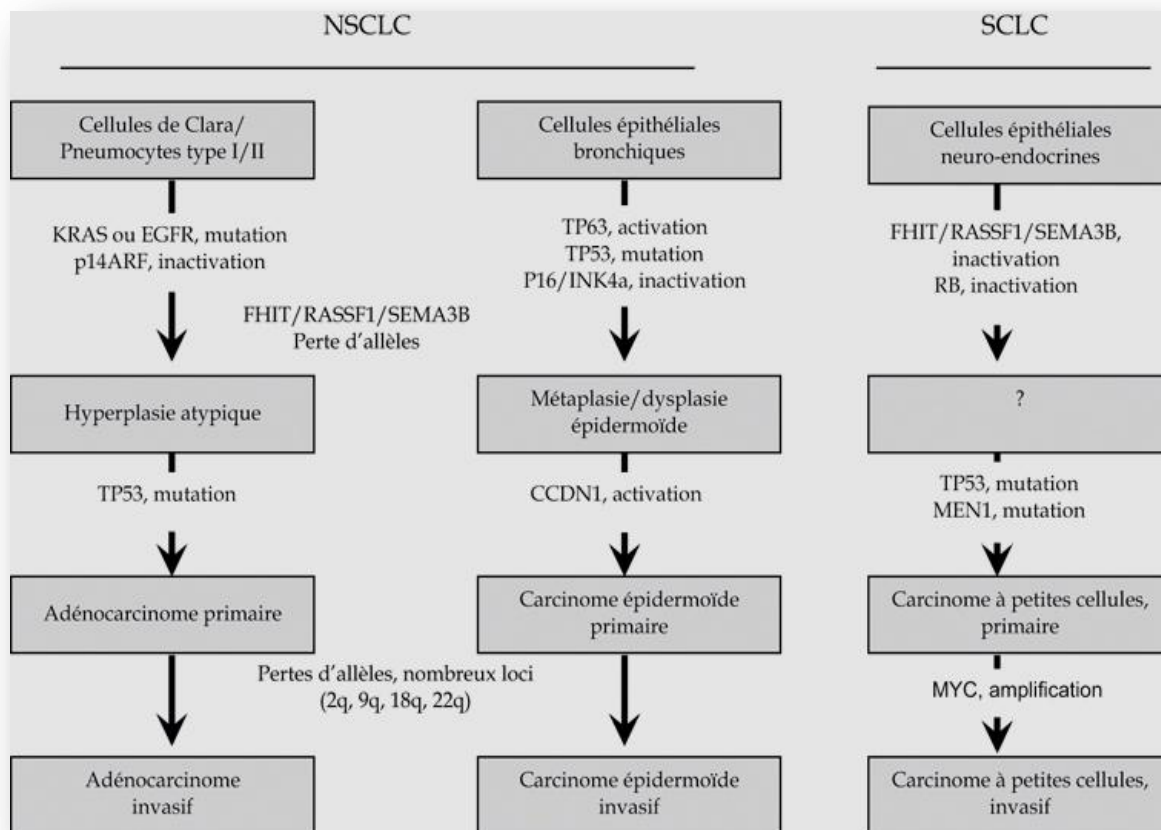 NSCLC
SCLC
Cellules de Clara/
Pneumocytes type I/II
Cellules épithéliales
bronchiques
Cellules épithéliales
neuro-endocrines
KRAS ou EGFR, mutation
p14ARF, inactivation
TP63, activation
TP53, mutation
P16/INK4a, inactivation
FHIT/RASSF1/SEMA3B,
inactivation
RB, inactivation
FHIT/RASSF1/SEMA3B
Perte d'allèles
Hyperplasie atypique
Métaplasie/dysplasie
épidermoïde
?
TP53, mutation
CCDN1, activation
TP53, mutation
MEN1, mutation
Adénocarcinome primaire
Carcinome épidermoïde
primaire
Carcinome à petites cellules,
primaire
Pertes d'allèles, nombreux loci
(2q, 9q, 18q, 22q)
MYC, amplification
Adénocarcinome
invasif
Carcinome épidermoïde
invasif
Carcinome à petites cellules,
invasif